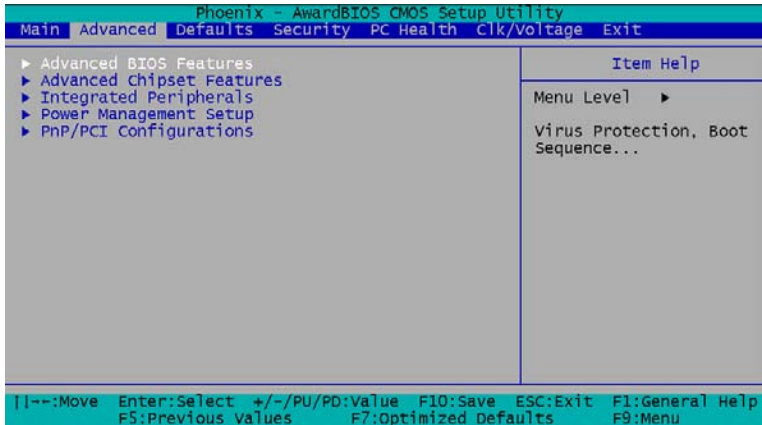 Phoenix - AwardBIOS CMOS Setup Utility
Main Advanced Defaults Security PC Health Clk/Voltage Exit
▶ Advanced BIOS Features
▶ Advanced Chipset Features
▶ Integrated Peripherals
▶ Power Management Setup
▶ PnP/PCI Configurations
Item Help
Menu Level ▶
Virus Protection, Boot
Sequence...
:Move Enter:Select +/-/PU/PD:Value F10:Save ESC:Exit F1:General Help
F5:Previous Values F7:Optimized Defaults F9:Menu